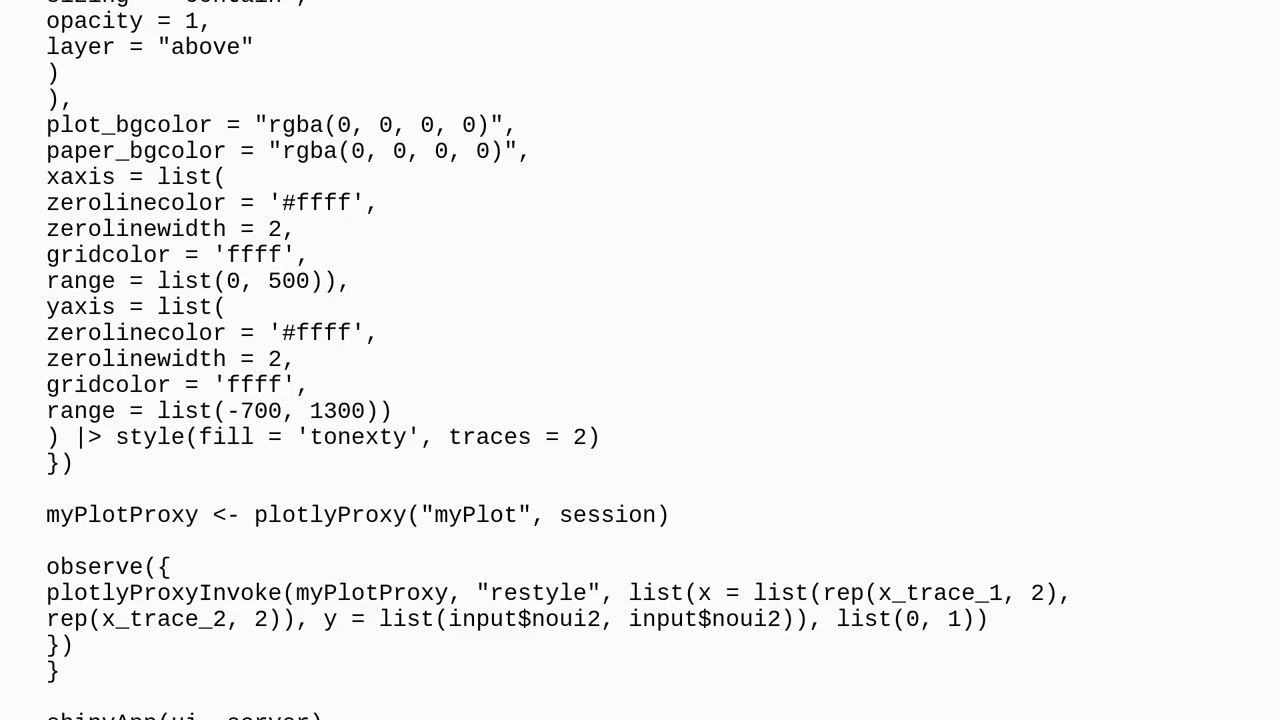 opacity = 1,
layer = "above"
)
),
plot_bgcolor = "rgba(0, 0, 0, 0)",
paper_bgcolor = "rgba(0, 0, 0, 0)",
xaxis = list(
zerolinecolor = '#ffff',
zerolinewidth = 2,
gridcolor = 'ffff',
range = list(0, 500)),
yaxis = list(
zerolinecolor = '#ffff',
zerolinewidth = 2,
gridcolor = 'ffff',
range = list(-700, 1300))
) |> style(fill = 'tonexty', traces = 2)
})
myPlotProxy <- plotlyProxy("myPlot", session)
observe({
plotlyProxyInvoke(myPlotProxy, "restyle", list(x = list(rep(x_trace_1, 2),
rep(x_trace_2, 2)), y = list(input$noui2, input$noui2)), list(0, 1))
})
}
shinyApp(ui, server)